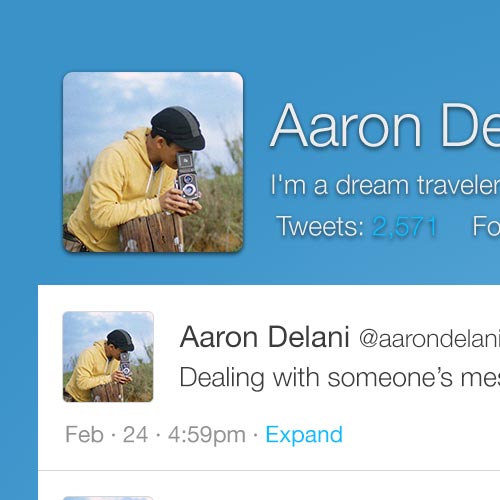 Aaron De
I'm a dream traveler
Tweets: 2,571 Fo
Aaron Delani @aarondelani
Dealing with someone's mes
Feb · 24 · 4:59pm · Expand